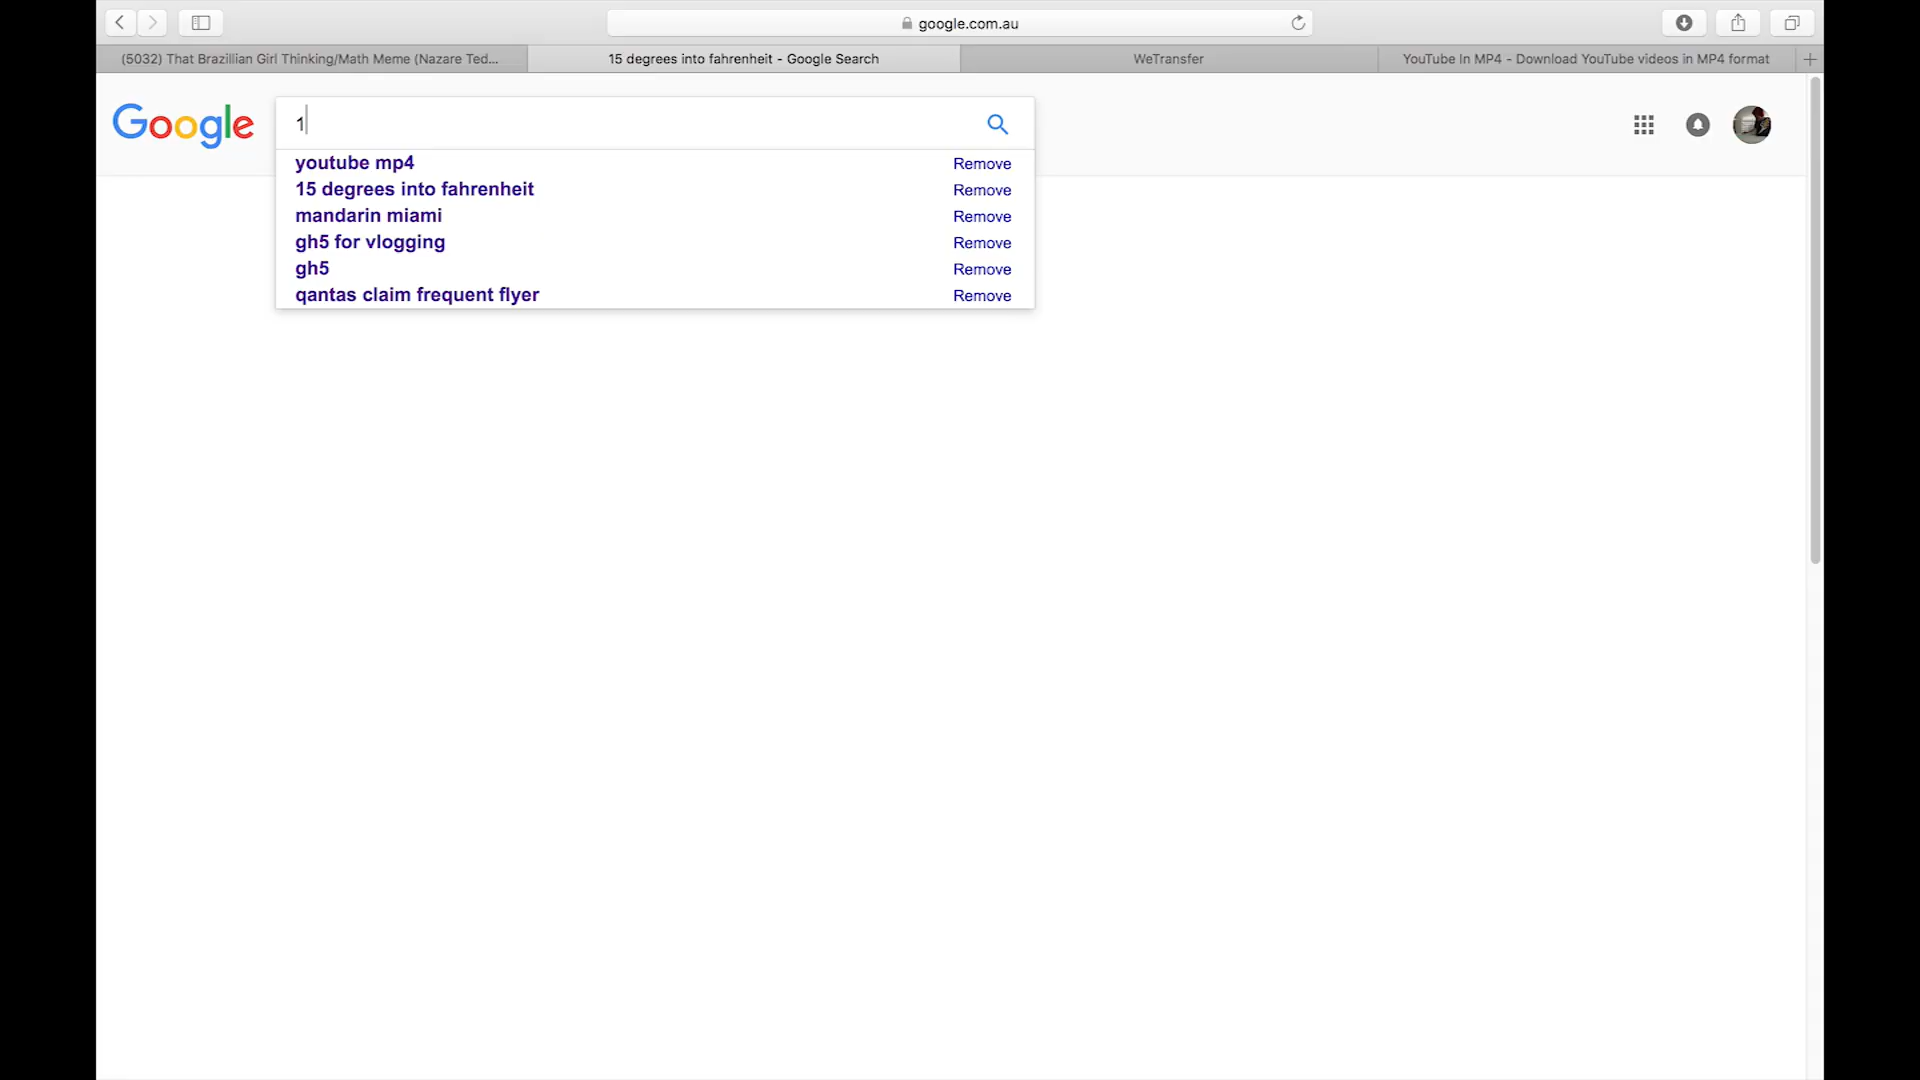 google.com.au
(5032) That Brazillian Girl Thinking/Math Meme (Nazare Ted...
15 degrees into fahrenheit - Google Search
WeTransfer
YouTube In MP4 - Download YouTube videos in MP4 format
Google
1
youtube mp4 Remove
15 degrees into fahrenheit Remove
mandarin miami Remove
gh5 for vlogging Remove
gh5 Remove
qantas claim frequent flyer Remove